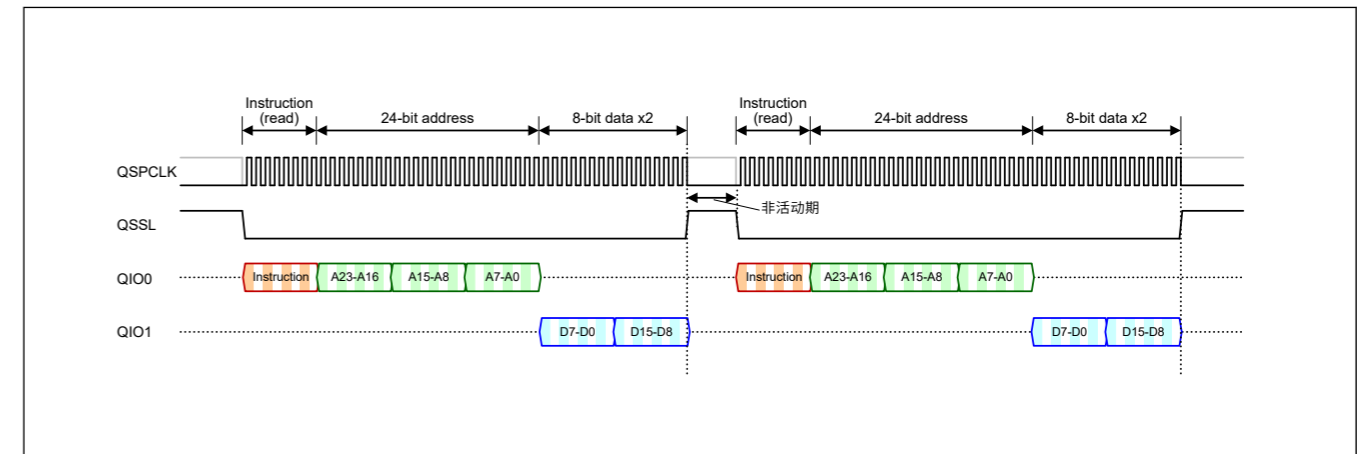 Instruction
(read)
24-bit address
8-bit data x2
Instruction
(read)
24-bit address
8-bit data x2
QSPCLK
非活动期
QSSL
QIO0
Instruction
A23-A16
A15-A8
A7-A0
Instruction
A23-A16
A15-A8
A7-A0
QIO1
D7-D0
D15-D8
D7-D0
D15-D8